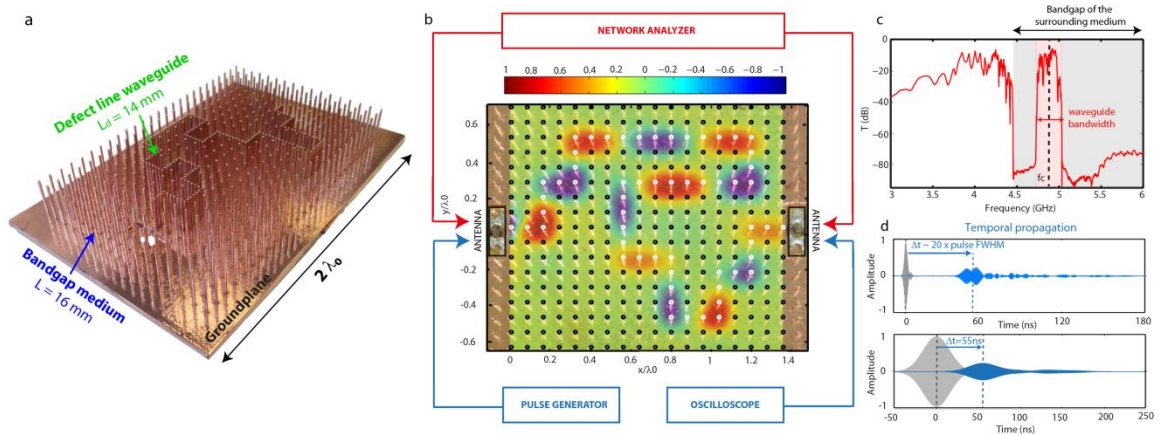 a
Defect line waveguide
Ld = 14 mm
Bandgap medium
L = 16 mm
Groundplane
2 λ0
b
NETWORK ANALYZER
1 0.8 0.6 0.4 0.2 0 −0.2 −0.4 −0.6 −0.8 −1
y/λ0
0.6
0.4
0.2
0
-0.2
-0.4
-0.6
ANTENNA
ANTENNA
0 0.2 0.4 0.6 0.8 1 1.2 1.4
x/λ0
PULSE GENERATOR
OSCILLOSCOPE
c
Bandgap of the
surrounding medium
T (dB)
0
−20
−40
−60
−80
waveguide
bandwidth
fc
3 3.5 4 4.5 5 5.5 6
Frequency (GHz)
d
Temporal propagation
Δt ~ 20 x pulse FWHM
Amplitude
1
0
-1
0 60 120 180
Time (ns)
Δt=55ns
Amplitude
1
0
-1
-50 0 50 100 150 200 250
Time (ns)